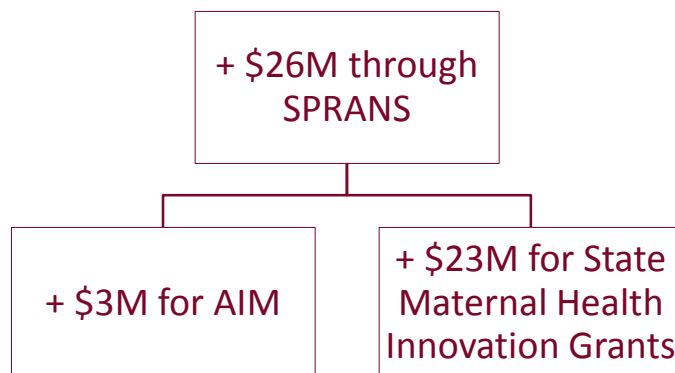 + $26M through
SPRANS
+ $3M for AIM
+ $23M for State
Maternal Health
Innovation Grants